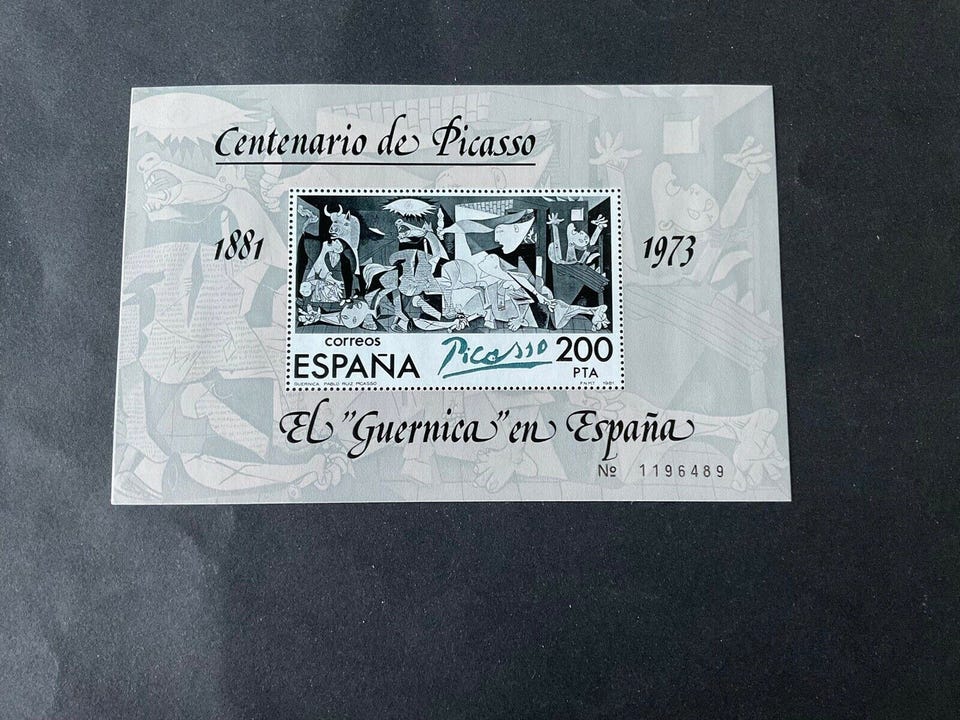 Centenario de Picasso
1881
1973
correos
ESPAÑA
Picasso
200
PTA
GUERNICA PABLO RUIZ PICASSO
FNMT 1981
El "Guernica" en España
Nº 1196489